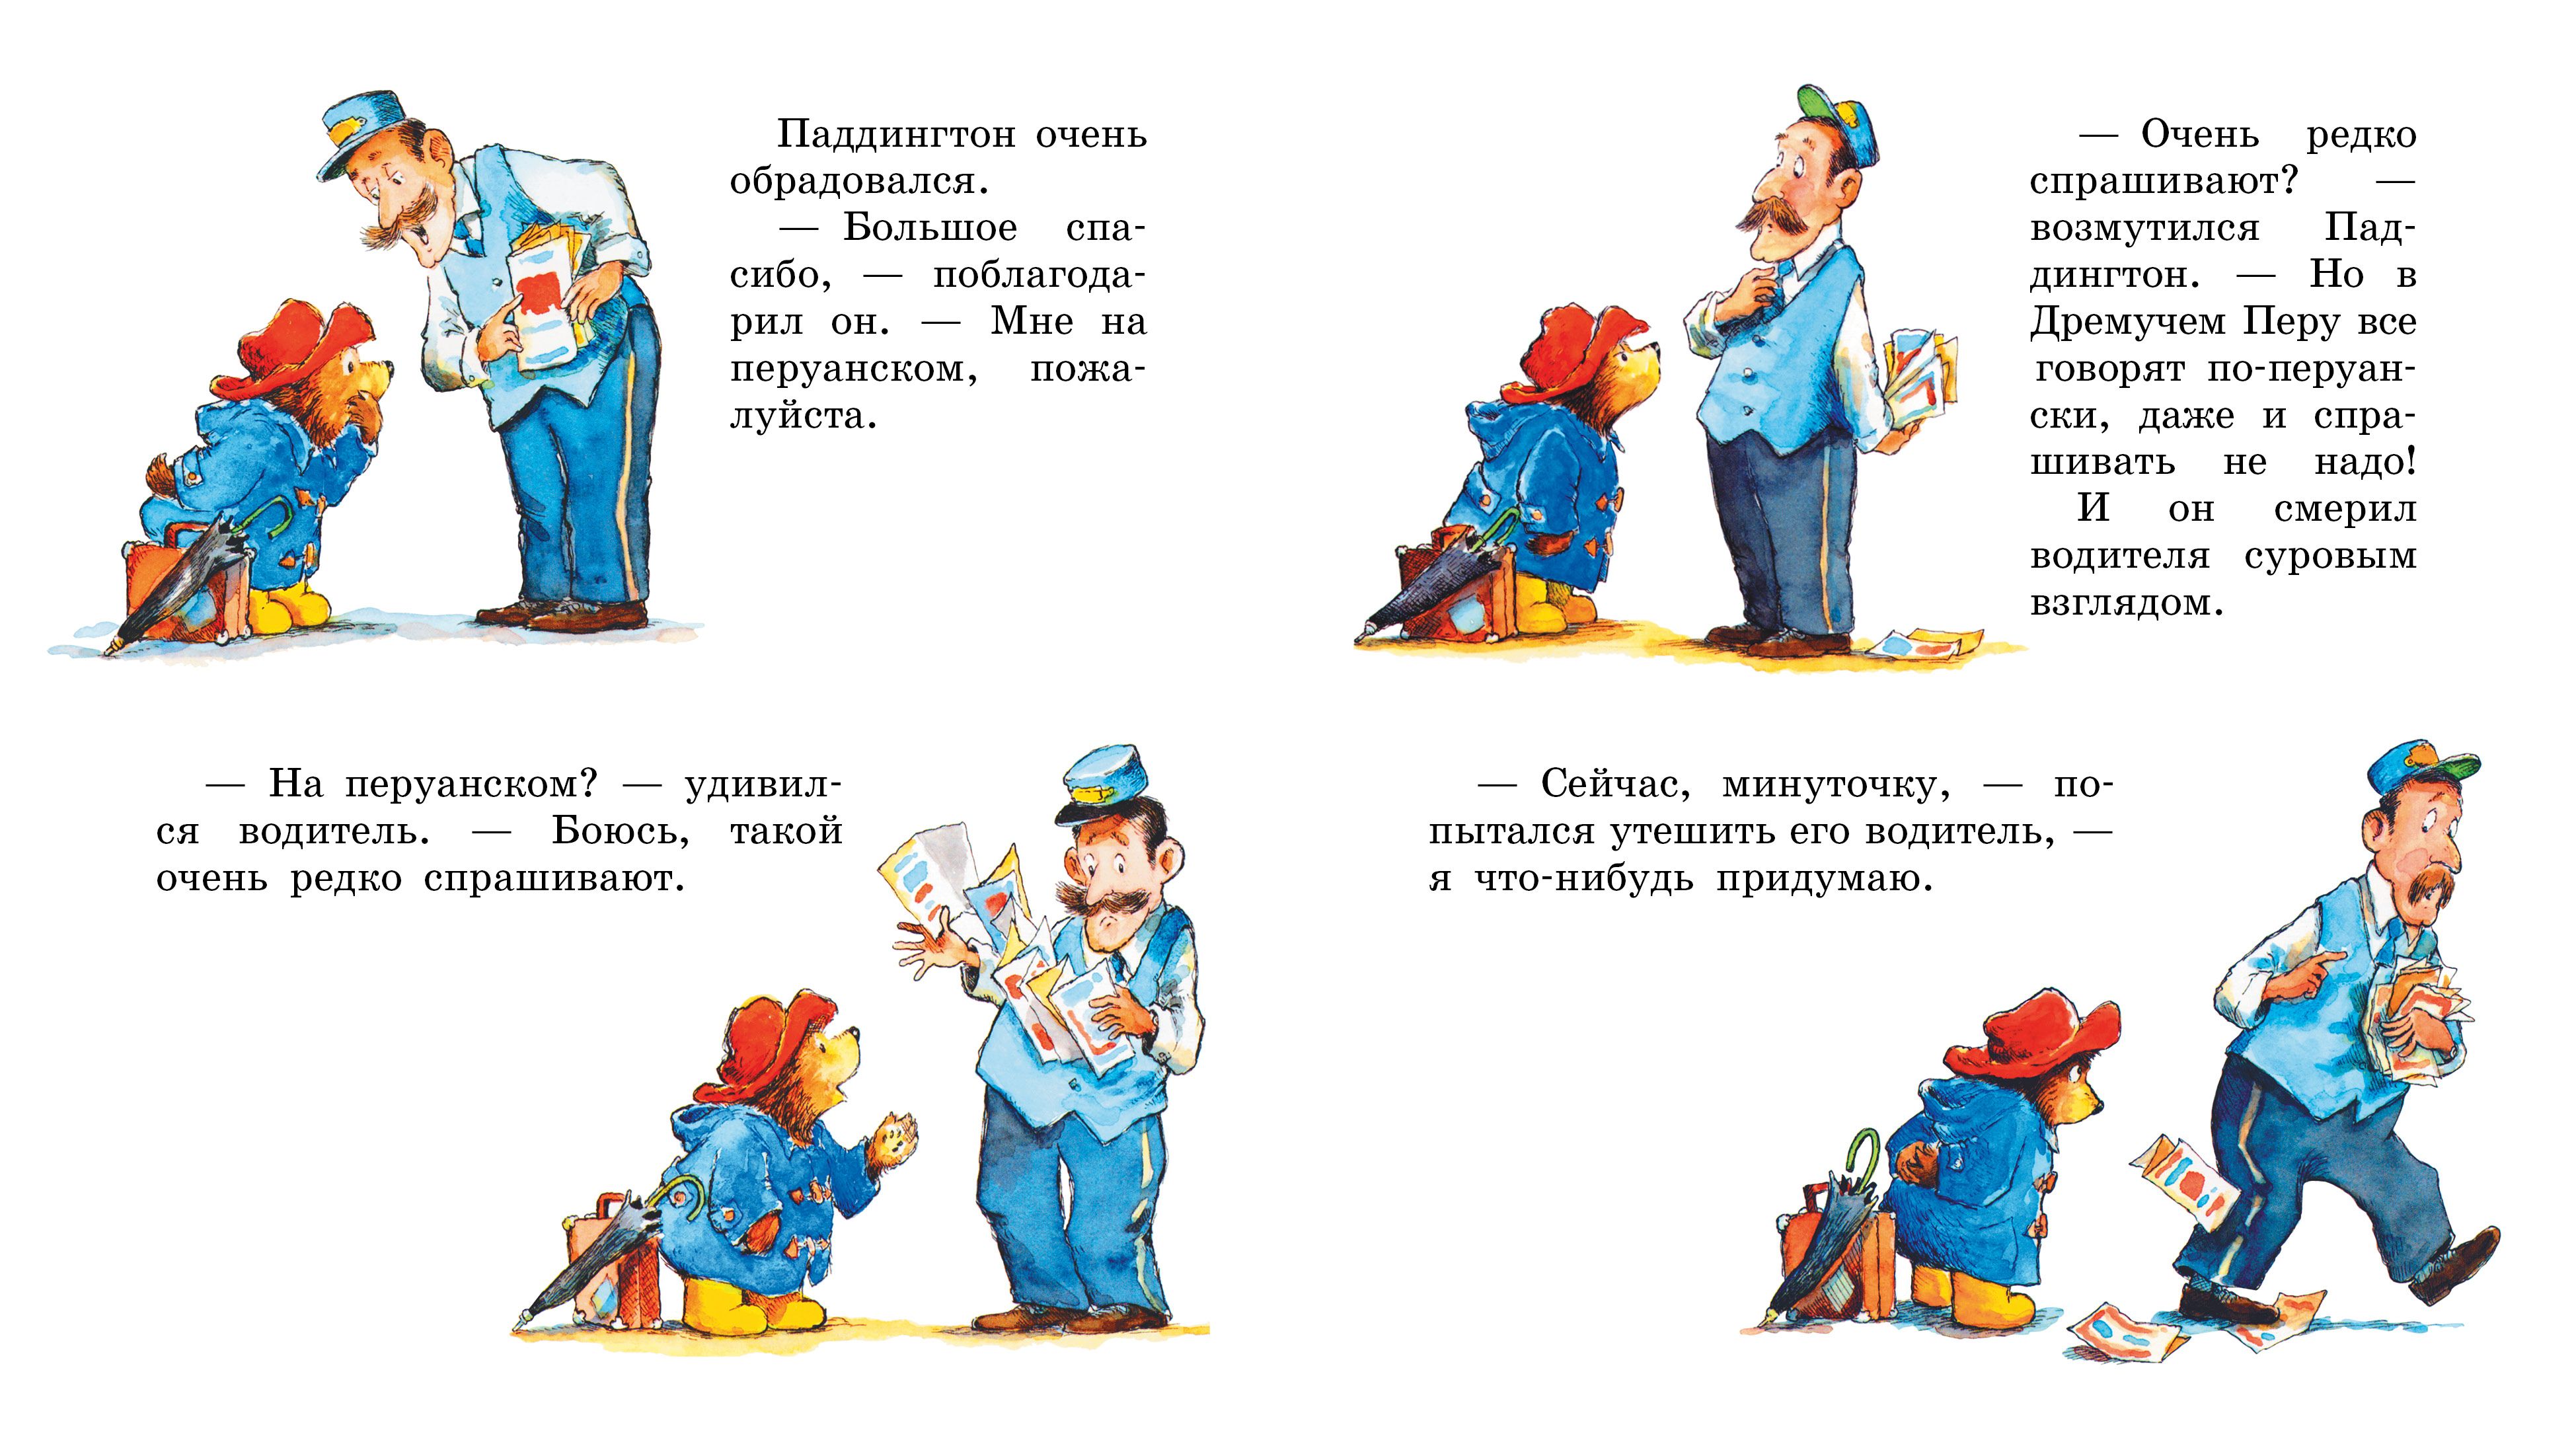 Паддингтон очень
обрадовался.
— Большое спа-
сибо, — поблагода-
рил он. — Мне на
перуанском, пожа-
луйста.
— На перуанском? — удивил-
ся водитель. — Боюсь, такой
очень редко спрашивают.
— Очень редко
спрашивают? —
возмутился Пад-
дингтон. — Но в
Дремучем Перу все
говорят по-перуан-
ски, даже и спра-
шивать не надо!
И он смерил
водителя суровым
взглядом.
— Сейчас, минуточку, — по-
пытался утешить его водитель, —
я что-нибудь придумаю.